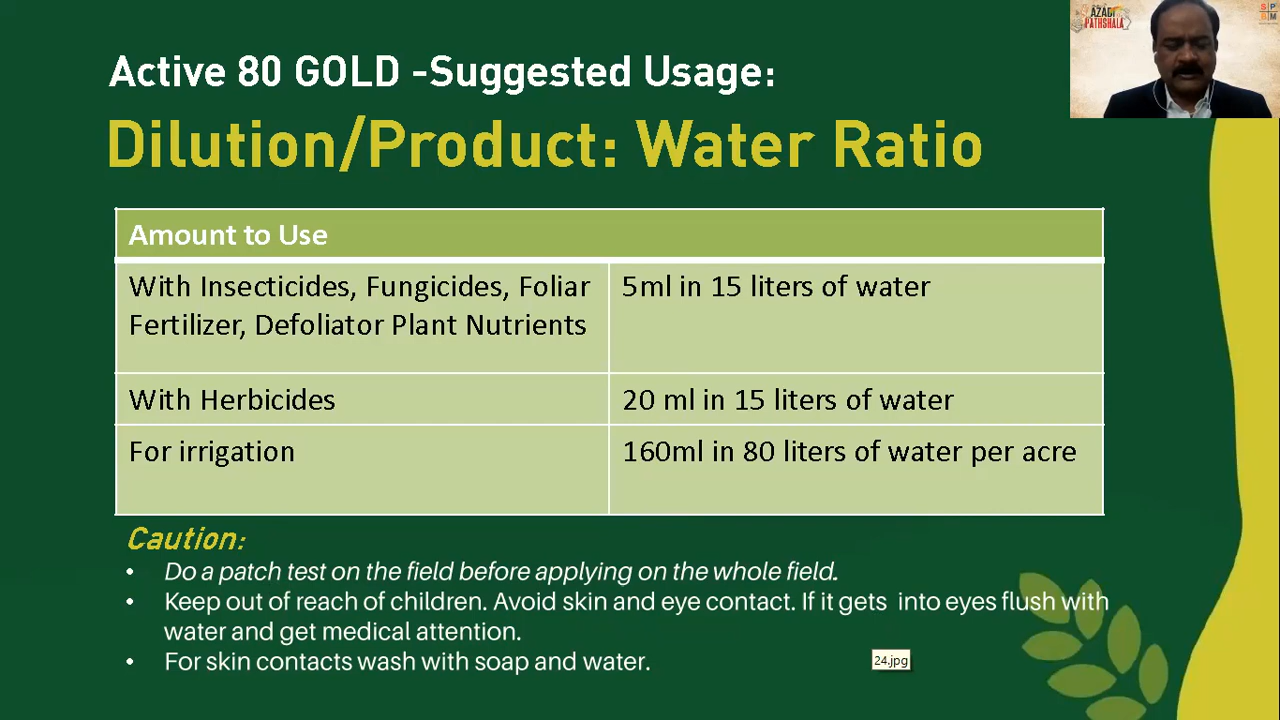 AZADI
PATHSHALA
S P
B M
Active 80 GOLD -Suggested Usage:
Dilution/Product: Water Ratio
Amount to Use
With Insecticides, Fungicides, Foliar
Fertilizer, Defoliator Plant Nutrients
5ml in 15 liters of water
With Herbicides
20 ml in 15 liters of water
For irrigation
160ml in 80 liters of water per acre
Caution:
• Do a patch test on the field before applying on the whole field.
• Keep out of reach of children. Avoid skin and eye contact. If it gets into eyes flush with
water and get medical attention.
• For skin contacts wash with soap and water.
24.jpg